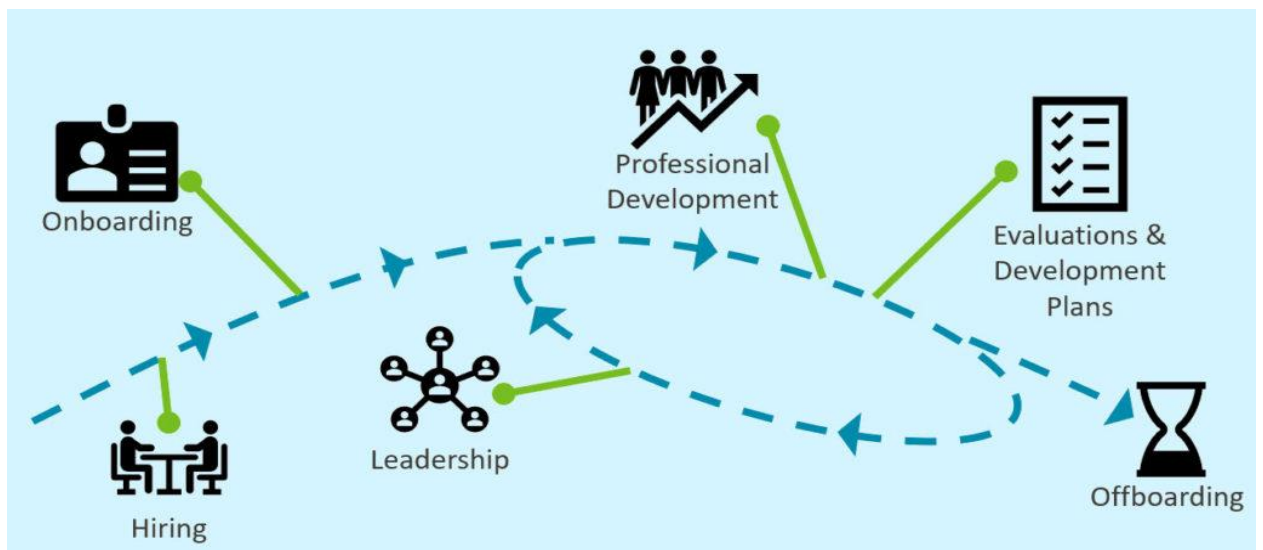 Onboarding
Professional
Development
Evaluations &
Development
Plans
Leadership
Hiring
Offboarding